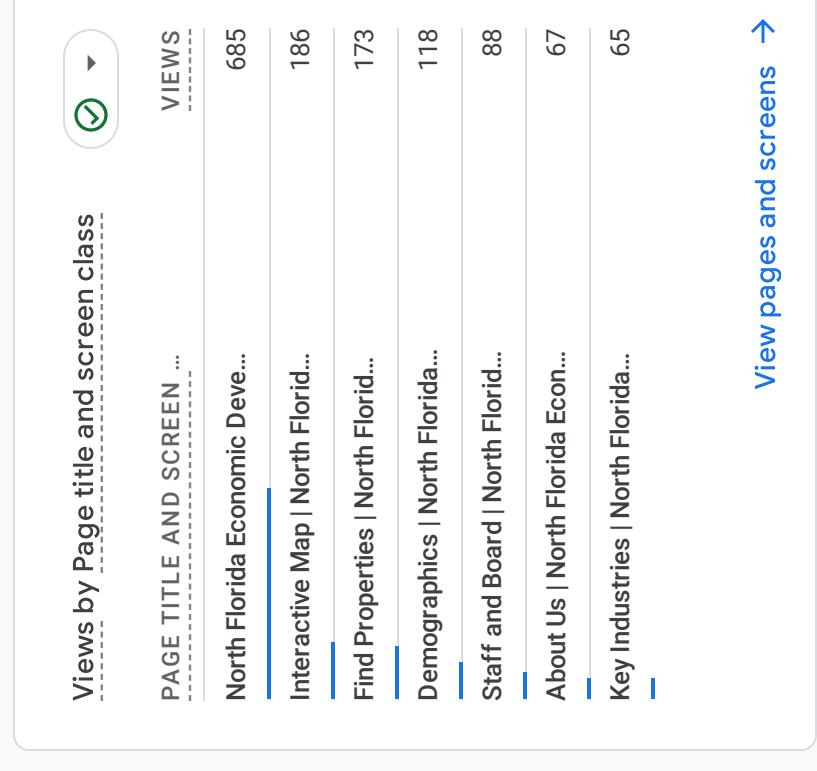 Views by Page title and screen class
PAGE TITLE AND SCREEN ... VIEWS
North Florida Economic Deve... 685
Interactive Map | North Florid... 186
Find Properties | North Florid... 173
Demographics | North Florida... 118
Staff and Board | North Florid... 88
About Us | North Florida Econ... 67
Key Industries | North Florida... 65
View pages and screens →